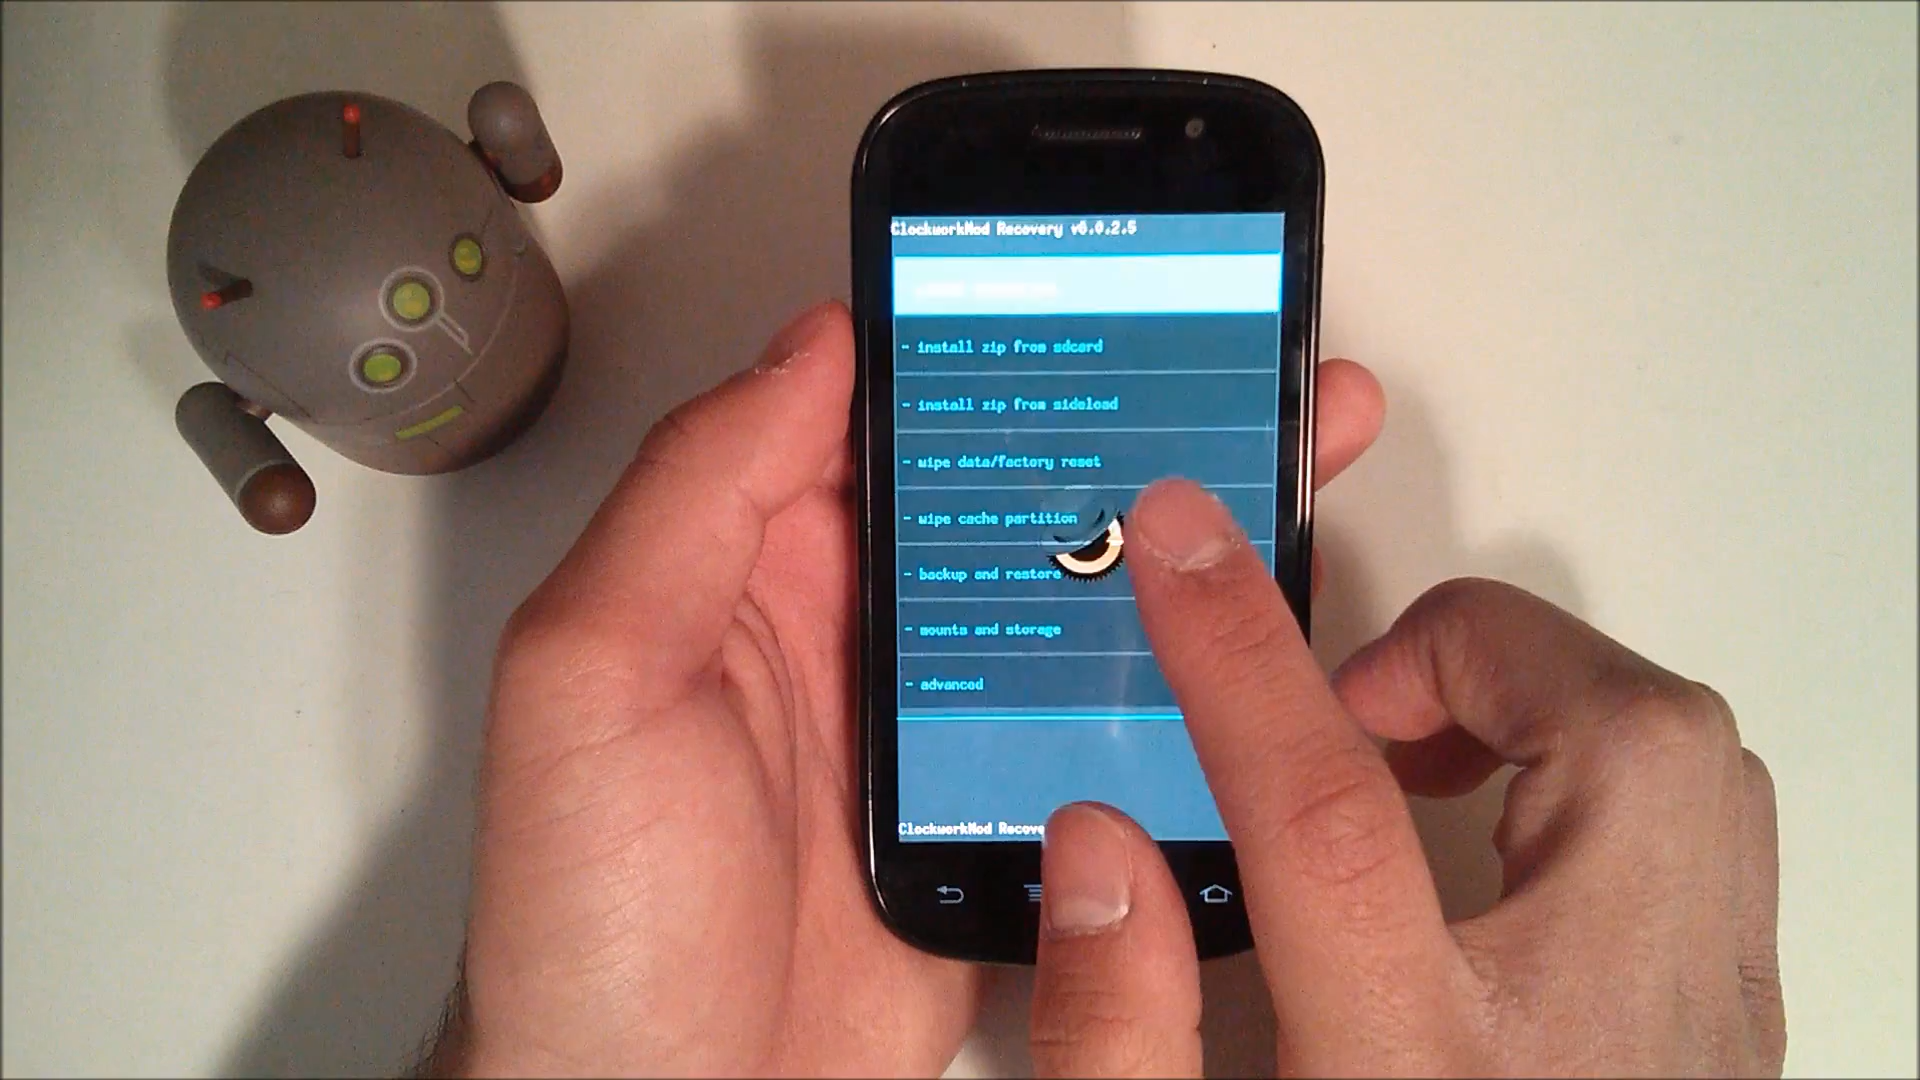 ClockworkMod Recovery v6.0.2.5
- install zip from sdcard
- install zip from sideload
- wipe data/factory reset
- wipe cache partition
- backup and restore
- mounts and storage
- advanced
ClockworkMod